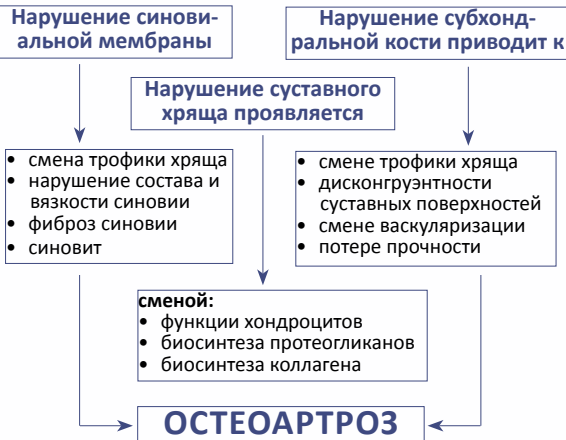 Нарушение синови-
альной мембраны
Нарушение субхонд-
ральной кости приводит к
Нарушение суставного
хряща проявляется
• смена трофики хряща
• нарушение состава и
вязкости синовии
• фиброз синовии
• синовит
• смене трофики хряща
• дисконгруэнтности
суставных поверхностей
• смене васкуляризации
• потере прочности
сменой:
• функции хондроцитов
• биосинтеза протеогликанов
• биосинтеза коллагена
ОСТЕОАРТРОЗ